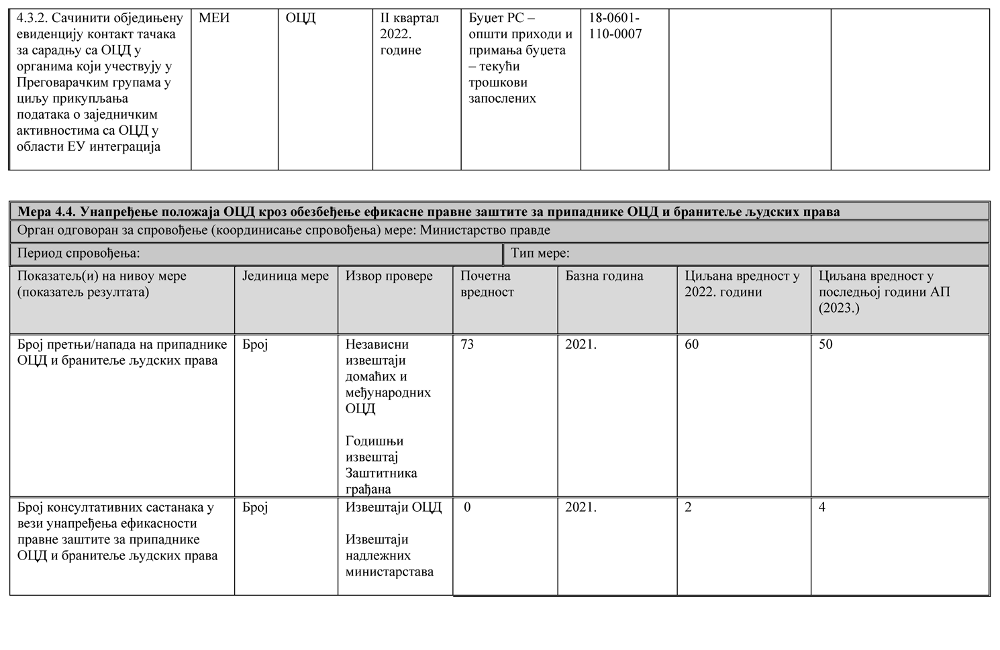 4.3.2. Сачинити обједињену
евиденцију контакт тачака
за сарадњу са ОЦД у
органима који учествују у
Преговарачким групама у
циљу прикупљања
података о заједничким
активностима са ОЦД у
области ЕУ интеграција
МЕИ
ОЦД
II квартал
2022.
године
Буџет РС –
општи приходи и
примања буџета
– текући
трошкови
запослених
18-0601-
110-0007
Мера 4.4. Унапређење положаја ОЦД кроз обезбеђење ефикасне правне заштите за припаднике ОЦД и бранитеље људских права
Орган одговоран за спровођење (координисање спровођења) мере: Министарство правде
Период спровођења:
Тип мере:
Показатељ(и) на нивоу мере
(показатељ резултата)
Јединица мере
Извор провере
Почетна
вредност
Базна година
Циљана вредност у
2022. години
Циљана вредност у
последњој години АП
(2023.)
Број претњи/напада на припаднике
ОЦД и бранитеље људских права
Број
Независни
извештаји
домаћих и
међународних
ОЦД
Годишњи
извештај
Заштитника
грађана
73
2021.
60
50
Број консултативних састанака у
вези унапређења ефикасности
правне заштите за припаднике
ОЦД и бранитеље људских права
Број
Извештаји ОЦД
Извештаји
надлежних
министарстава
0
2021.
2
4